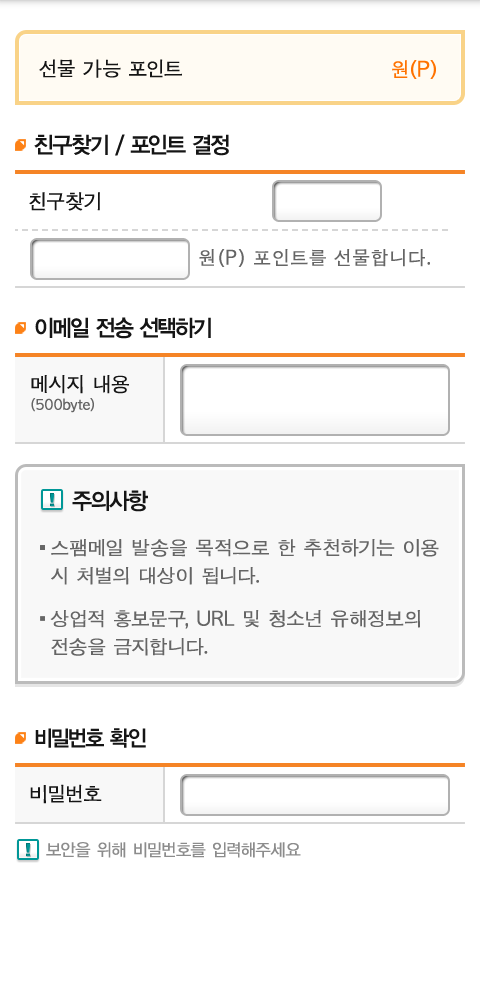 선물 가능 포인트 원(P)
친구찾기 / 포인트 결정
친구찾기
원(P) 포인트를 선물합니다.
이메일 전송 선택하기
메시지 내용
(500byte)
주의사항
스팸메일 발송을 목적으로 한 추천하기는 이용
시 처벌의 대상이 됩니다.
상업적 홍보문구, URL 및 청소년 유해정보의
전송을 금지합니다.
비밀번호 확인
비밀번호
보안을 위해 비밀번호를 입력해주세요